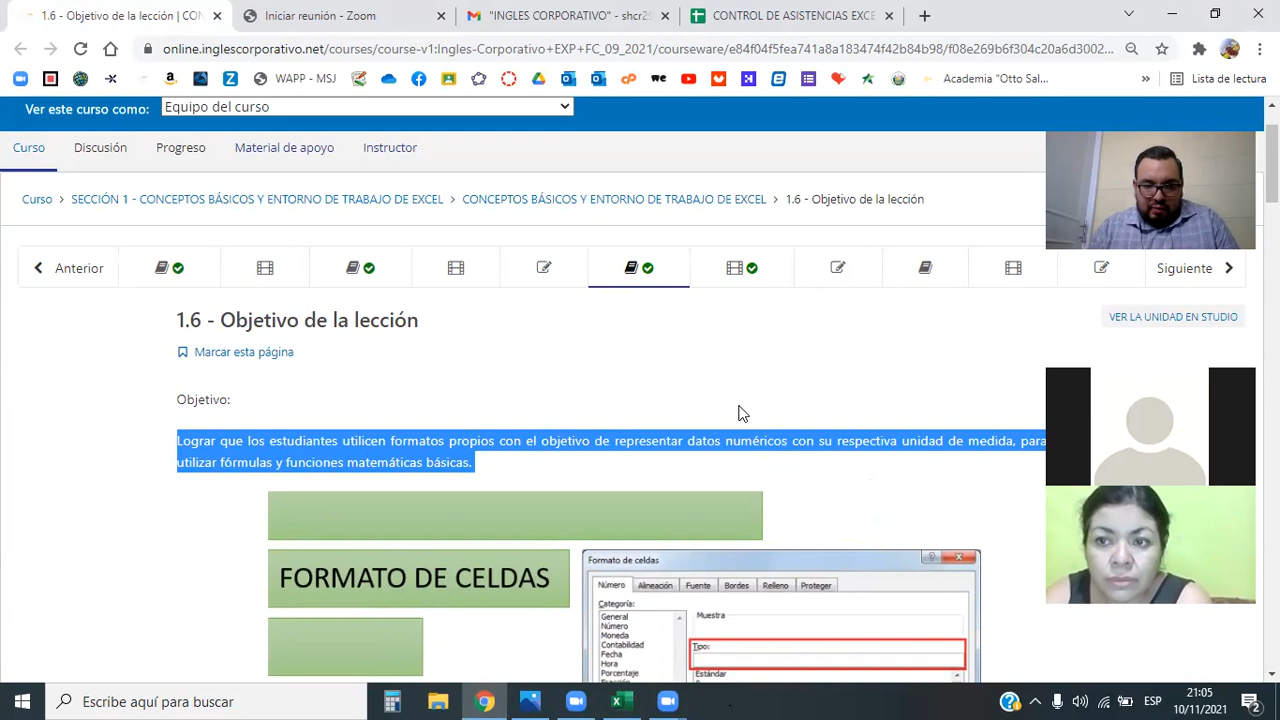 1.6 - Objetivo de la lección | CON
Iniciar reunión - Zoom
"INGLES CORPORATIVO" - shcr29
CONTROL DE ASISTENCIAS EXCE
online.inglescorporativo.net/courses/course-v1:Ingles-Corporativo+EXP+FC_09_2021/courseware/e84f04f5fea741a8a183474f42b84b98/f08e269b6f304c20a6d3002...
WAPP - MSJ
Academia "Otto Sal...
»
Lista de lectura
Ver este curso como:
Equipo del curso
Curso
Discusión
Progreso
Material de apoyo
Instructor
Curso > SECCIÓN 1 - CONCEPTOS BÁSICOS Y ENTORNO DE TRABAJO DE EXCEL > CONCEPTOS BÁSICOS Y ENTORNO DE TRABAJO DE EXCEL > 1.6 - Objetivo de la lección
Anterior
Siguiente
1.6 - Objetivo de la lección
VER LA UNIDAD EN STUDIO
Marcar esta página
Objetivo:
Lograr que los estudiantes utilicen formatos propios con el objetivo de representar datos numéricos con su respectiva unidad de medida, para
utilizar fórmulas y funciones matemáticas básicas.
FORMATO DE CELDAS
Formato de celdas
Número
Alineación
Fuente
Bordes
Relleno
Proteger
Categoría:
General
Número
Moneda
Contabilidad
Fecha
Hora
Porcentaje
Muestra
Tipo:
Estándar
Escribe aquí para buscar
ESP
21:05
10/11/2021
2